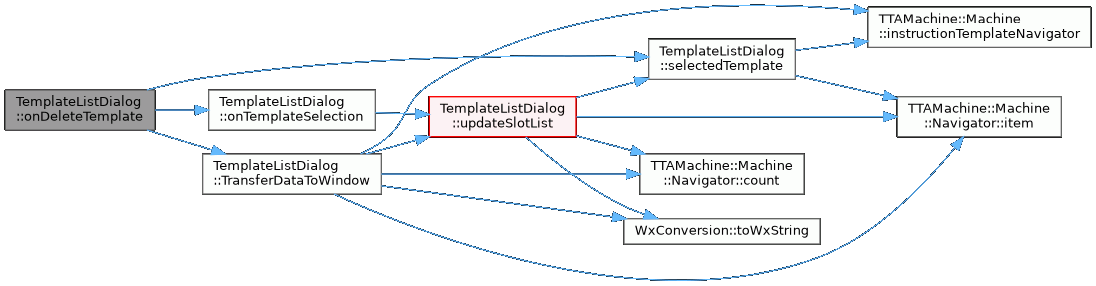 TemplateListDialog
::onDeleteTemplate
TemplateListDialog
::onTemplateSelection
TemplateListDialog
::TransferDataToWindow
TemplateListDialog
::updateSlotList
TemplateListDialog
::selectedTemplate
TTAMachine::Machine
::Navigator::count
WxConversion::toWxString
TTAMachine::Machine
::instructionTemplateNavigator
TTAMachine::Machine
::Navigator::item